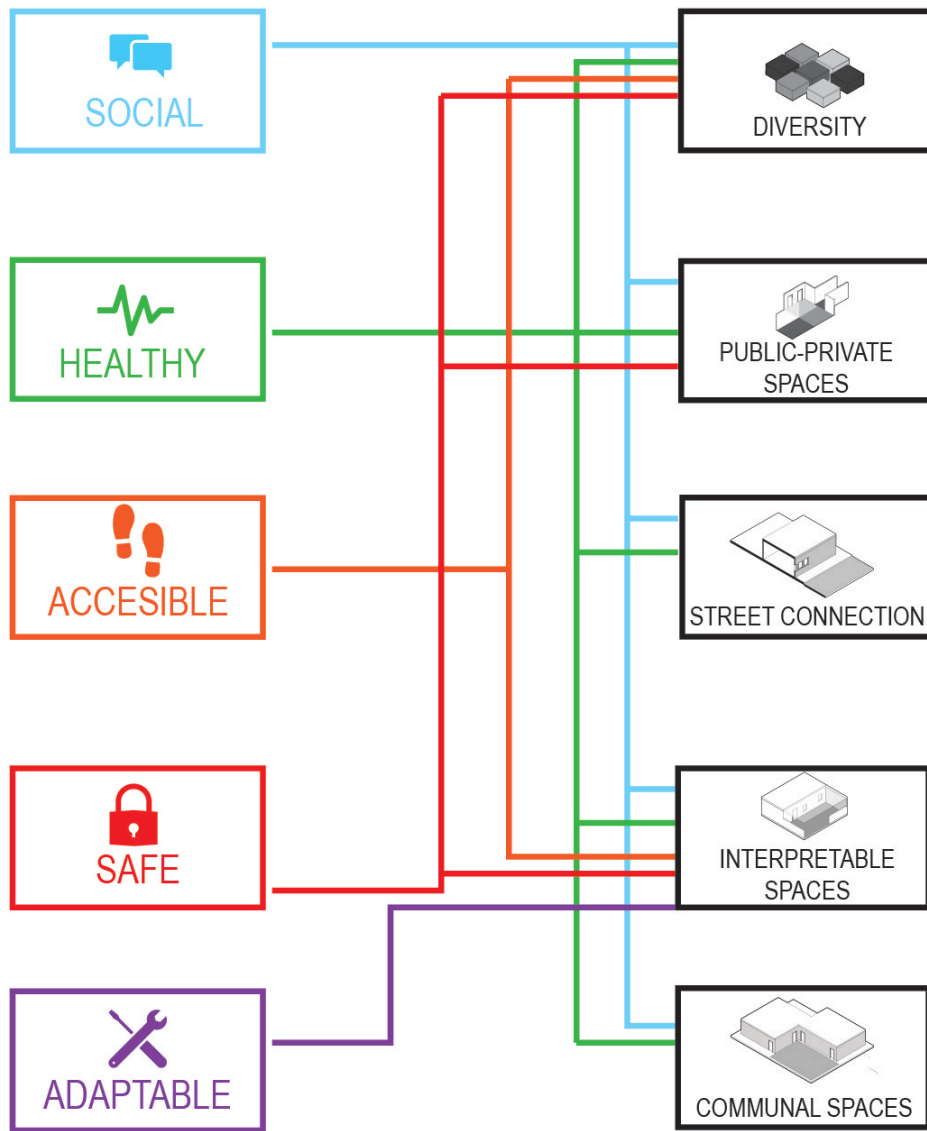 SOCIAL
DIVERSITY
HEALTHY
PUBLIC-PRIVATE
SPACES
ACCESIBLE
STREET CONNECTION
SAFE
INTERPRETABLE
SPACES
ADAPTABLE
COMMUNAL SPACES